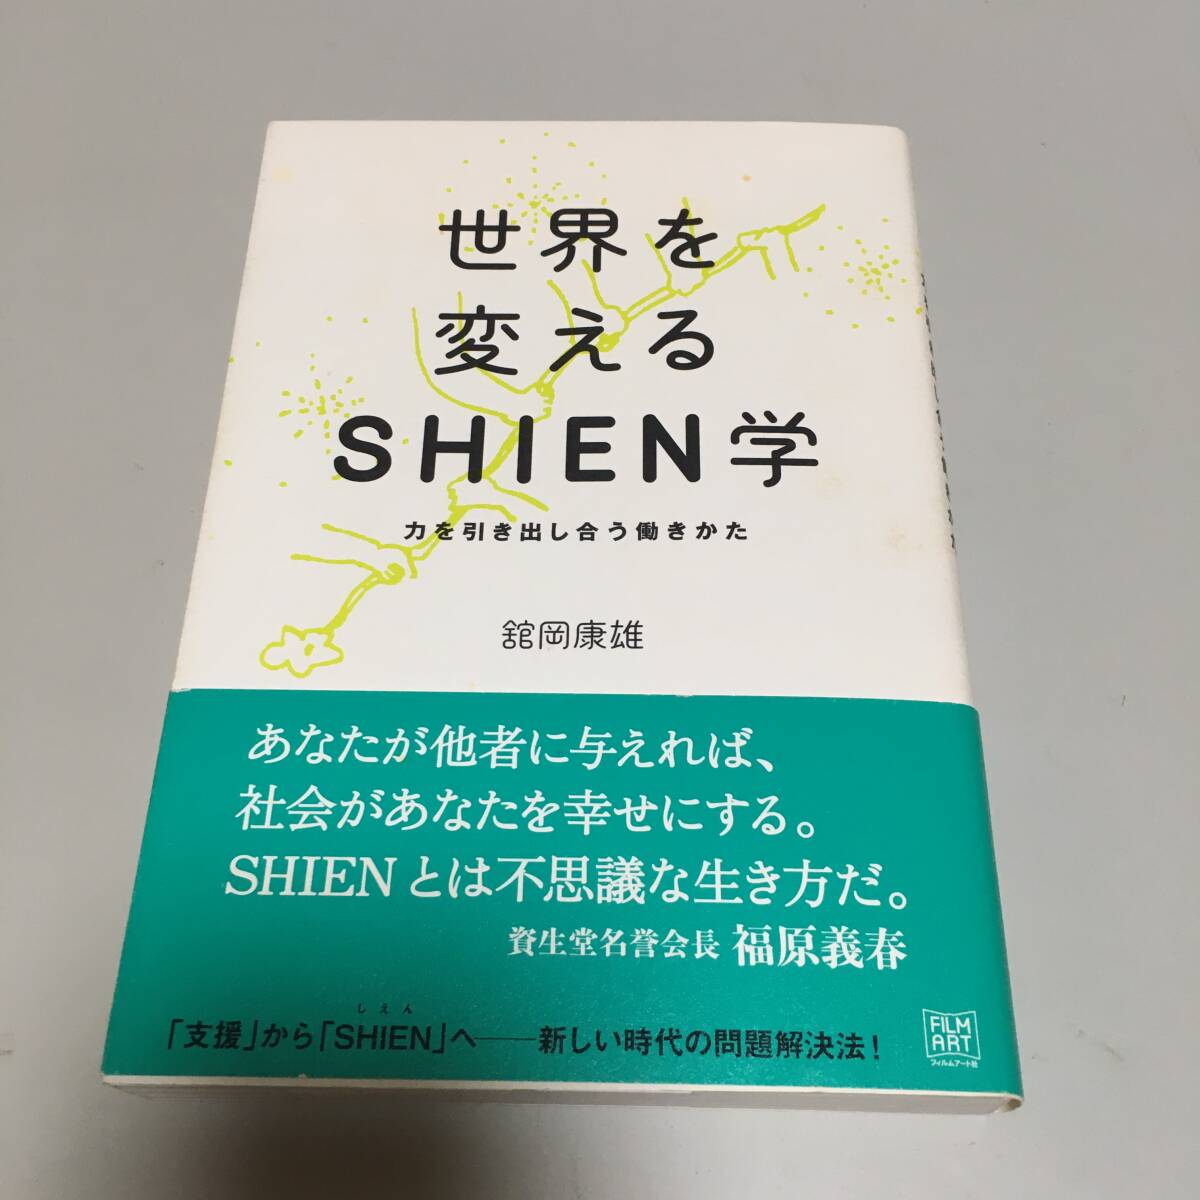 世界を
変える
SHIEN学
力を引き出し合う働きかた
舘岡康雄
あなたが他者に与えれば、
社会があなたを幸せにする。
SHIENとは不思議な生き方だ。
資生堂名誉会長 福原義春
しえん
「支援」から「SHIEN」へ――新しい時代の問題解決法！
FILM
ART
フィルムアート社